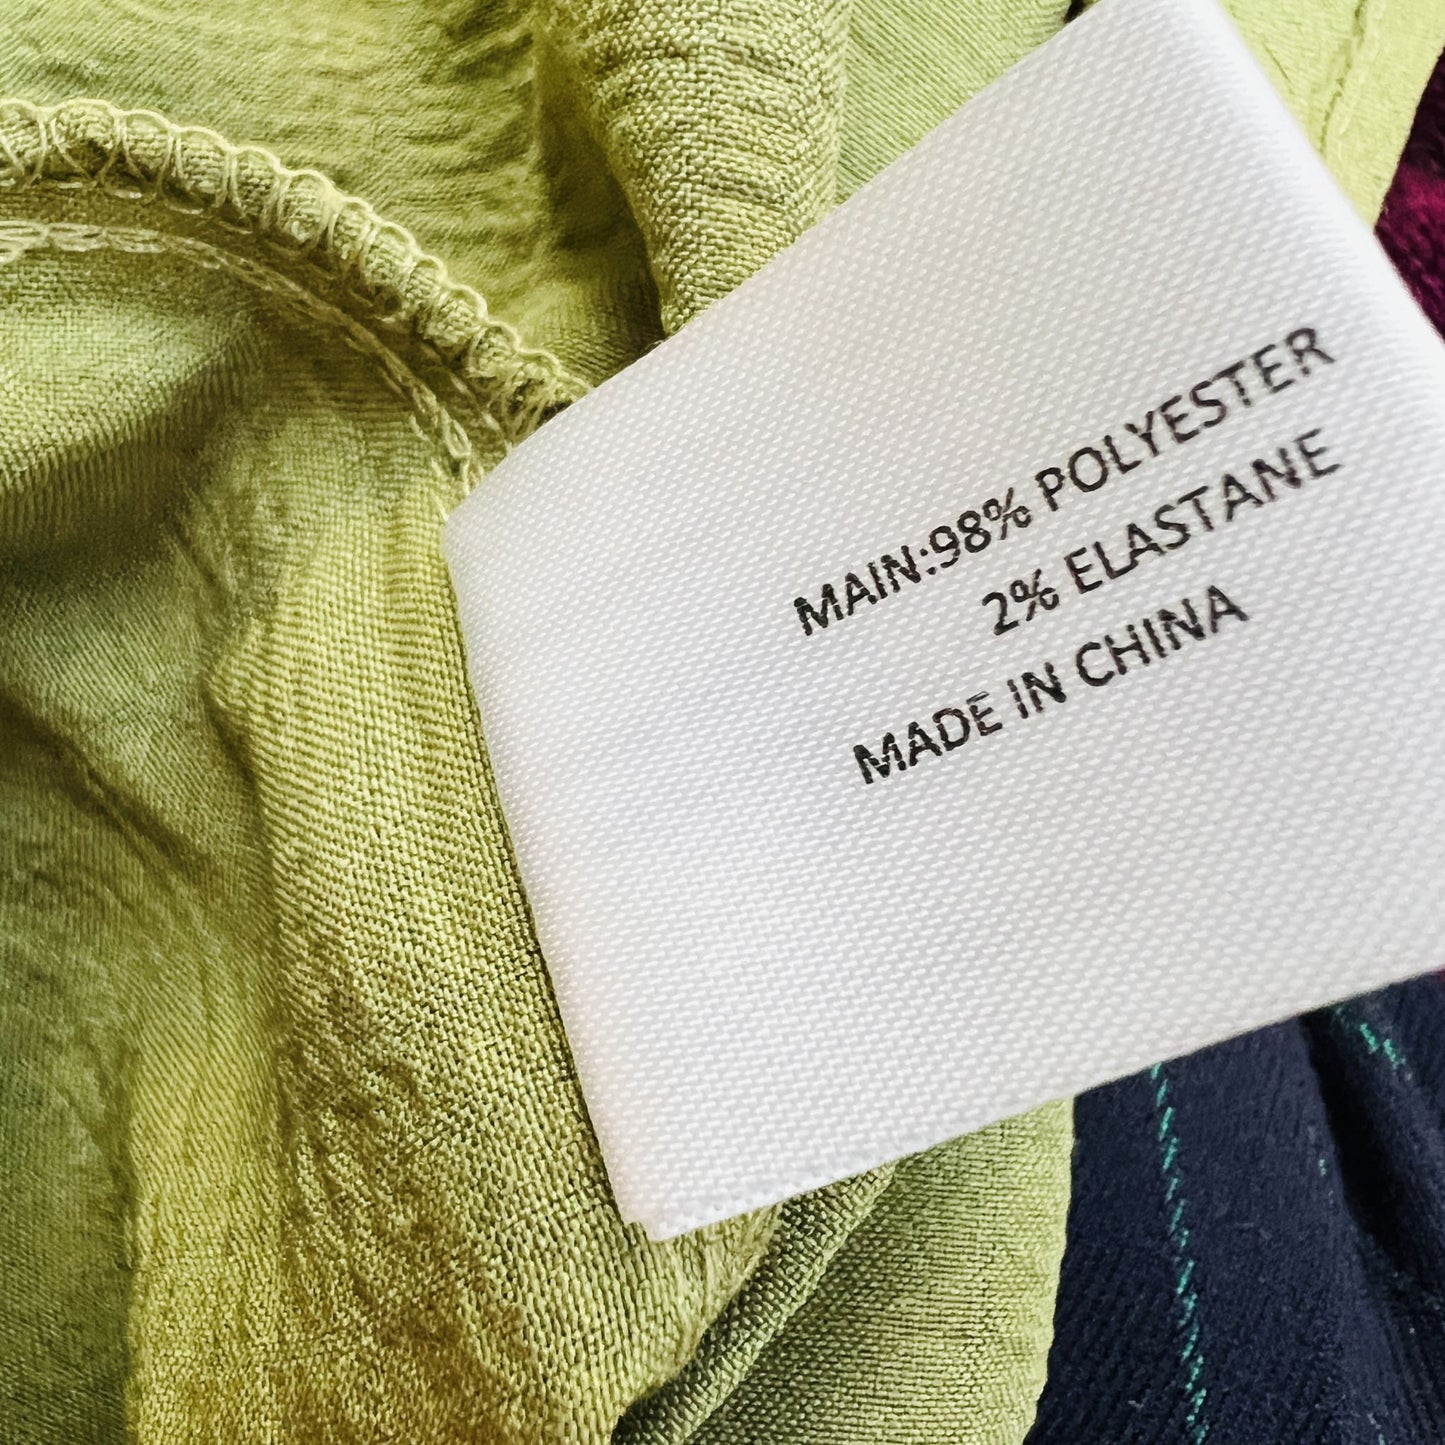 MAIN:98% POLYESTER
2% ELASTANE
MADE IN CHINA